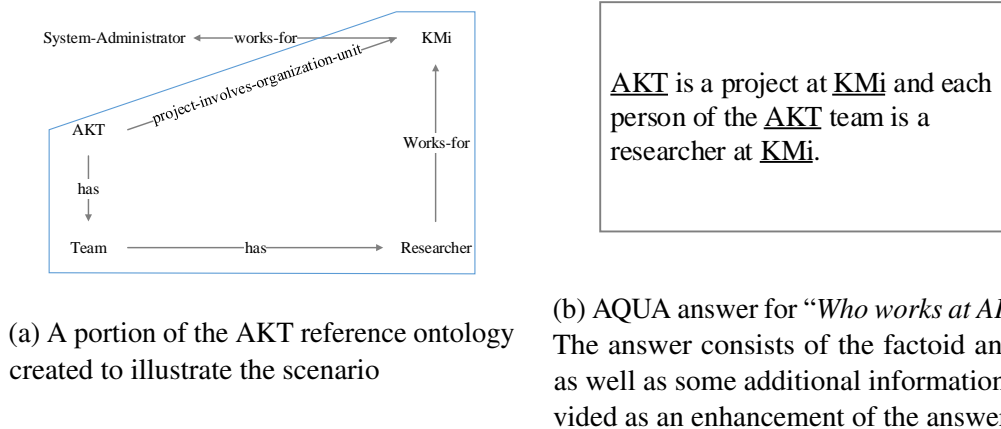 System-Administrator works-for KMi
project-involves-organization-unit
AKT
Works-for
has
Team has Researcher
(a) A portion of the AKT reference ontology
created to illustrate the scenario
AKT is a project at KMi and each
person of the AKT team is a
researcher at KMi.
(b) AQUA answer for “Who works at
The answer consists of the factoid
as well as some additional information
as an enhancement of the answer